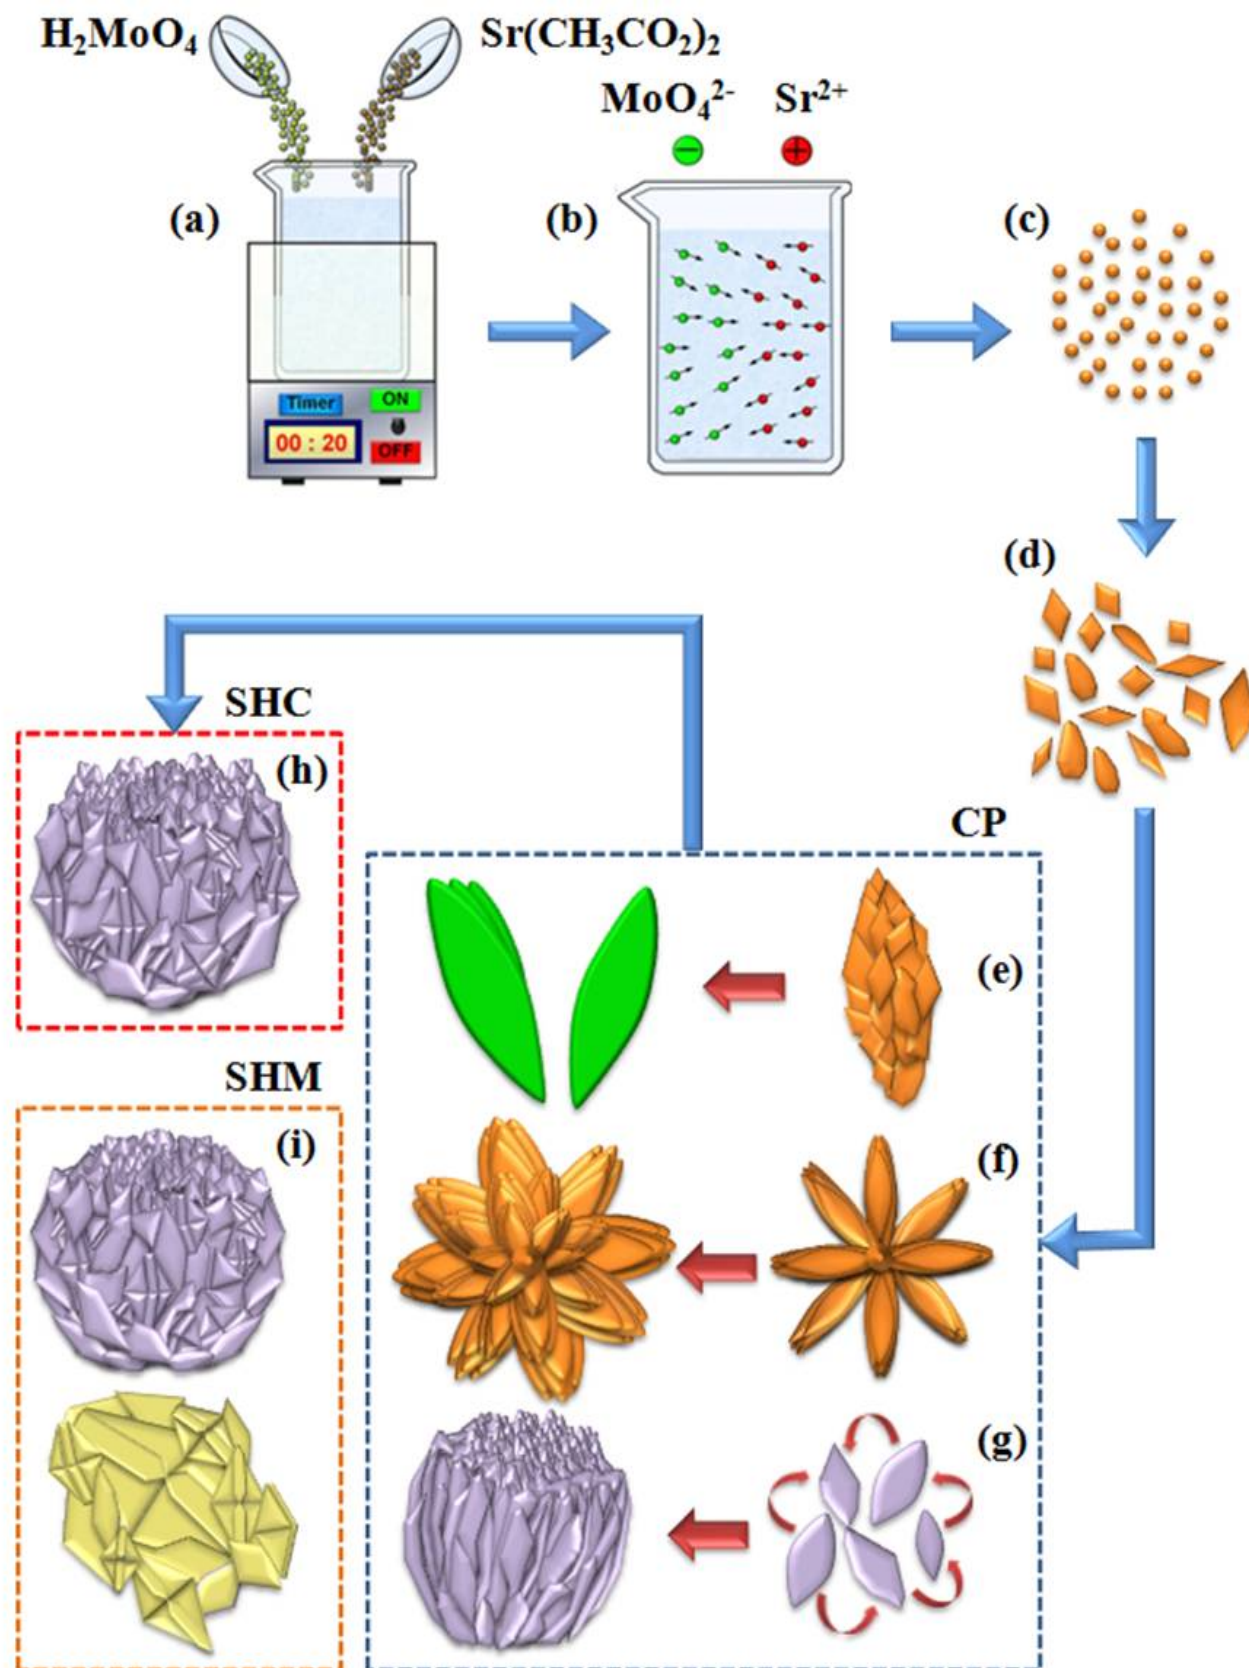 H₂MoO₄
Sr(CH₃CO₂)₂
MoO₄²⁻ Sr²⁺
− +
(a)
(b)
(c)
Timer
ON
00 : 20
OFF
(d)
SHC
(h)
CP
(e)
SHM
(i)
(f)
(g)